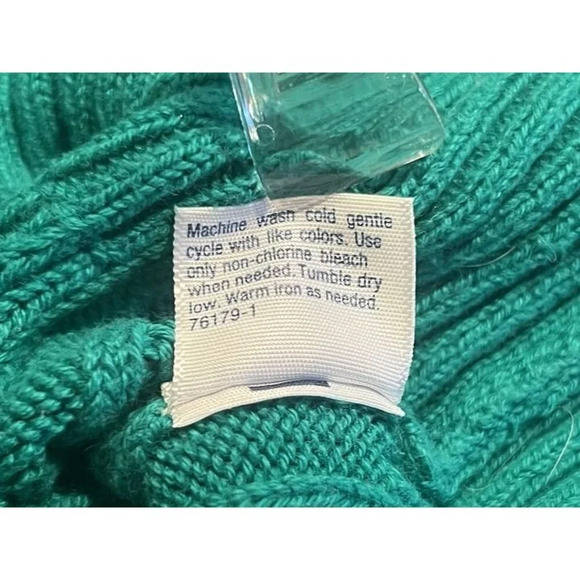 Machine wash cold gentle
cycle with like colors. Use
only non-chlorine bleach
when needed. Tumble dry
low. Warm iron as needed.
76179-1